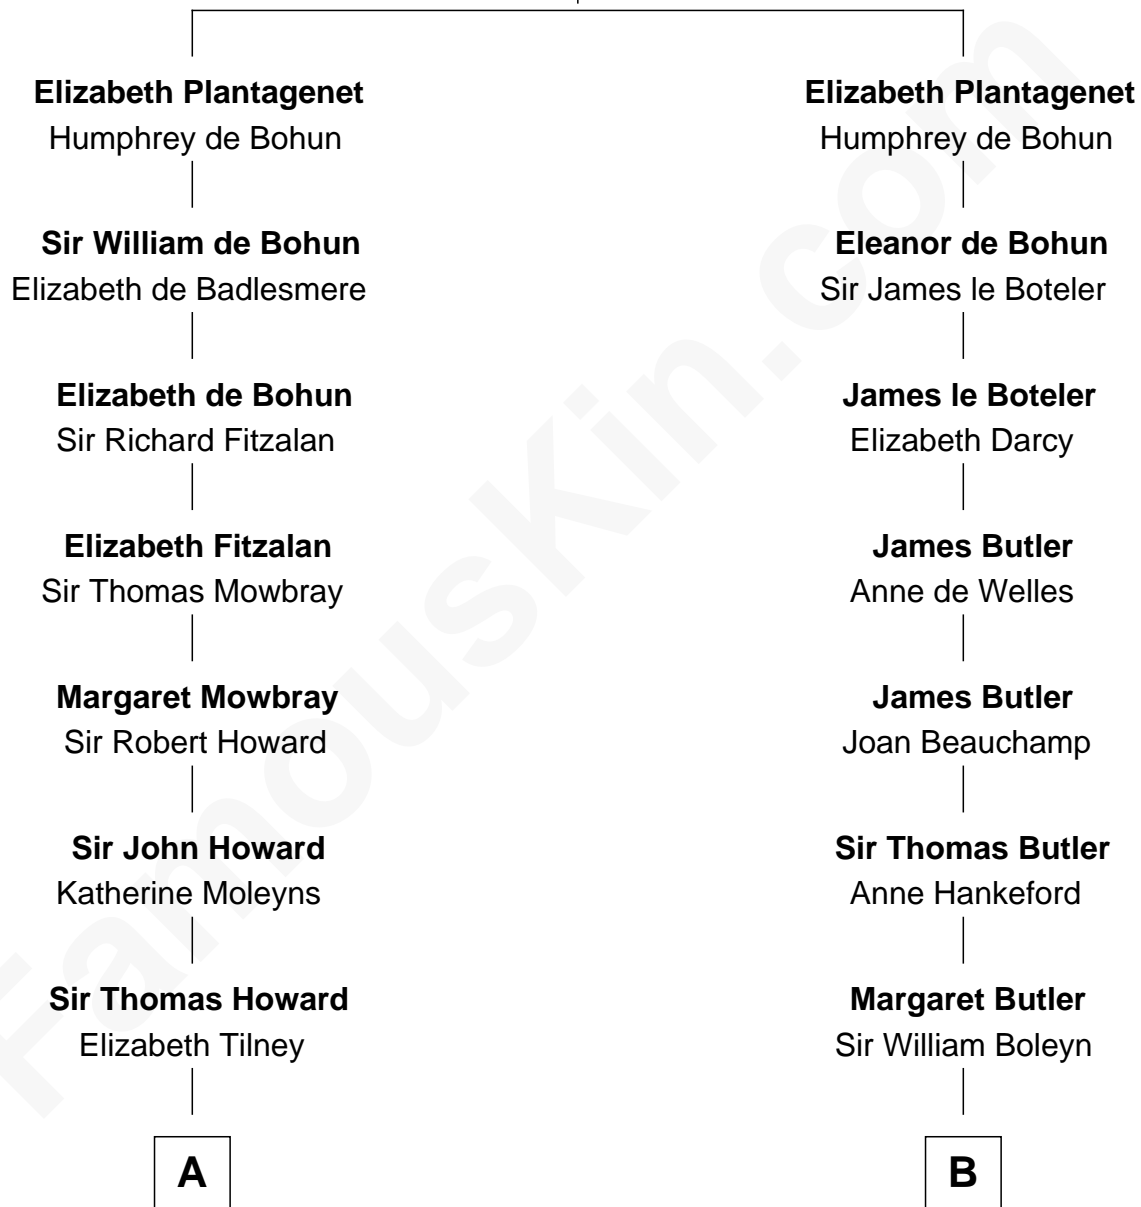 Elizabeth Plantagenet
Humphrey de Bohun
Sir William de Bohun
Elizabeth de Badlesmere
Elizabeth de Bohun
Sir Richard Fitzalan
Elizabeth Fitzalan
Sir Thomas Mowbray
Margaret Mowbray
Sir Robert Howard
Sir John Howard
Katherine Moleyns
Sir Thomas Howard
Elizabeth Tilney
A
Elizabeth Plantagenet
Humphrey de Bohun
Eleanor de Bohun
Sir James le Boteler
James le Boteler
Elizabeth Darcy
James Butler
Anne de Welles
James Butler
Joan Beauchamp
Sir Thomas Butler
Anne Hankeford
Margaret Butler
Sir William Boleyn
B
FamousKin.com